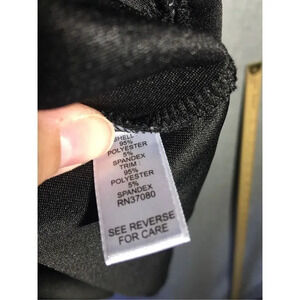 SHELL
95%
POLYESTER
5%
SPANDEX
TRIM:
95%
POLYESTER
5%
SPANDEX
RN37080
SEE REVERSE
FOR CARE